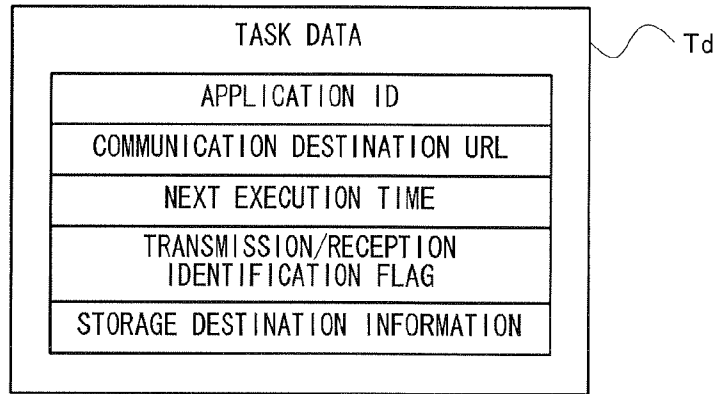 TASK DATA
Td
APPLICATION ID
COMMUNICATION DESTINATION URL
NEXT EXECUTION TIME
TRANSMISSION/RECEPTION
IDENTIFICATION FLAG
STORAGE DESTINATION INFORMATION